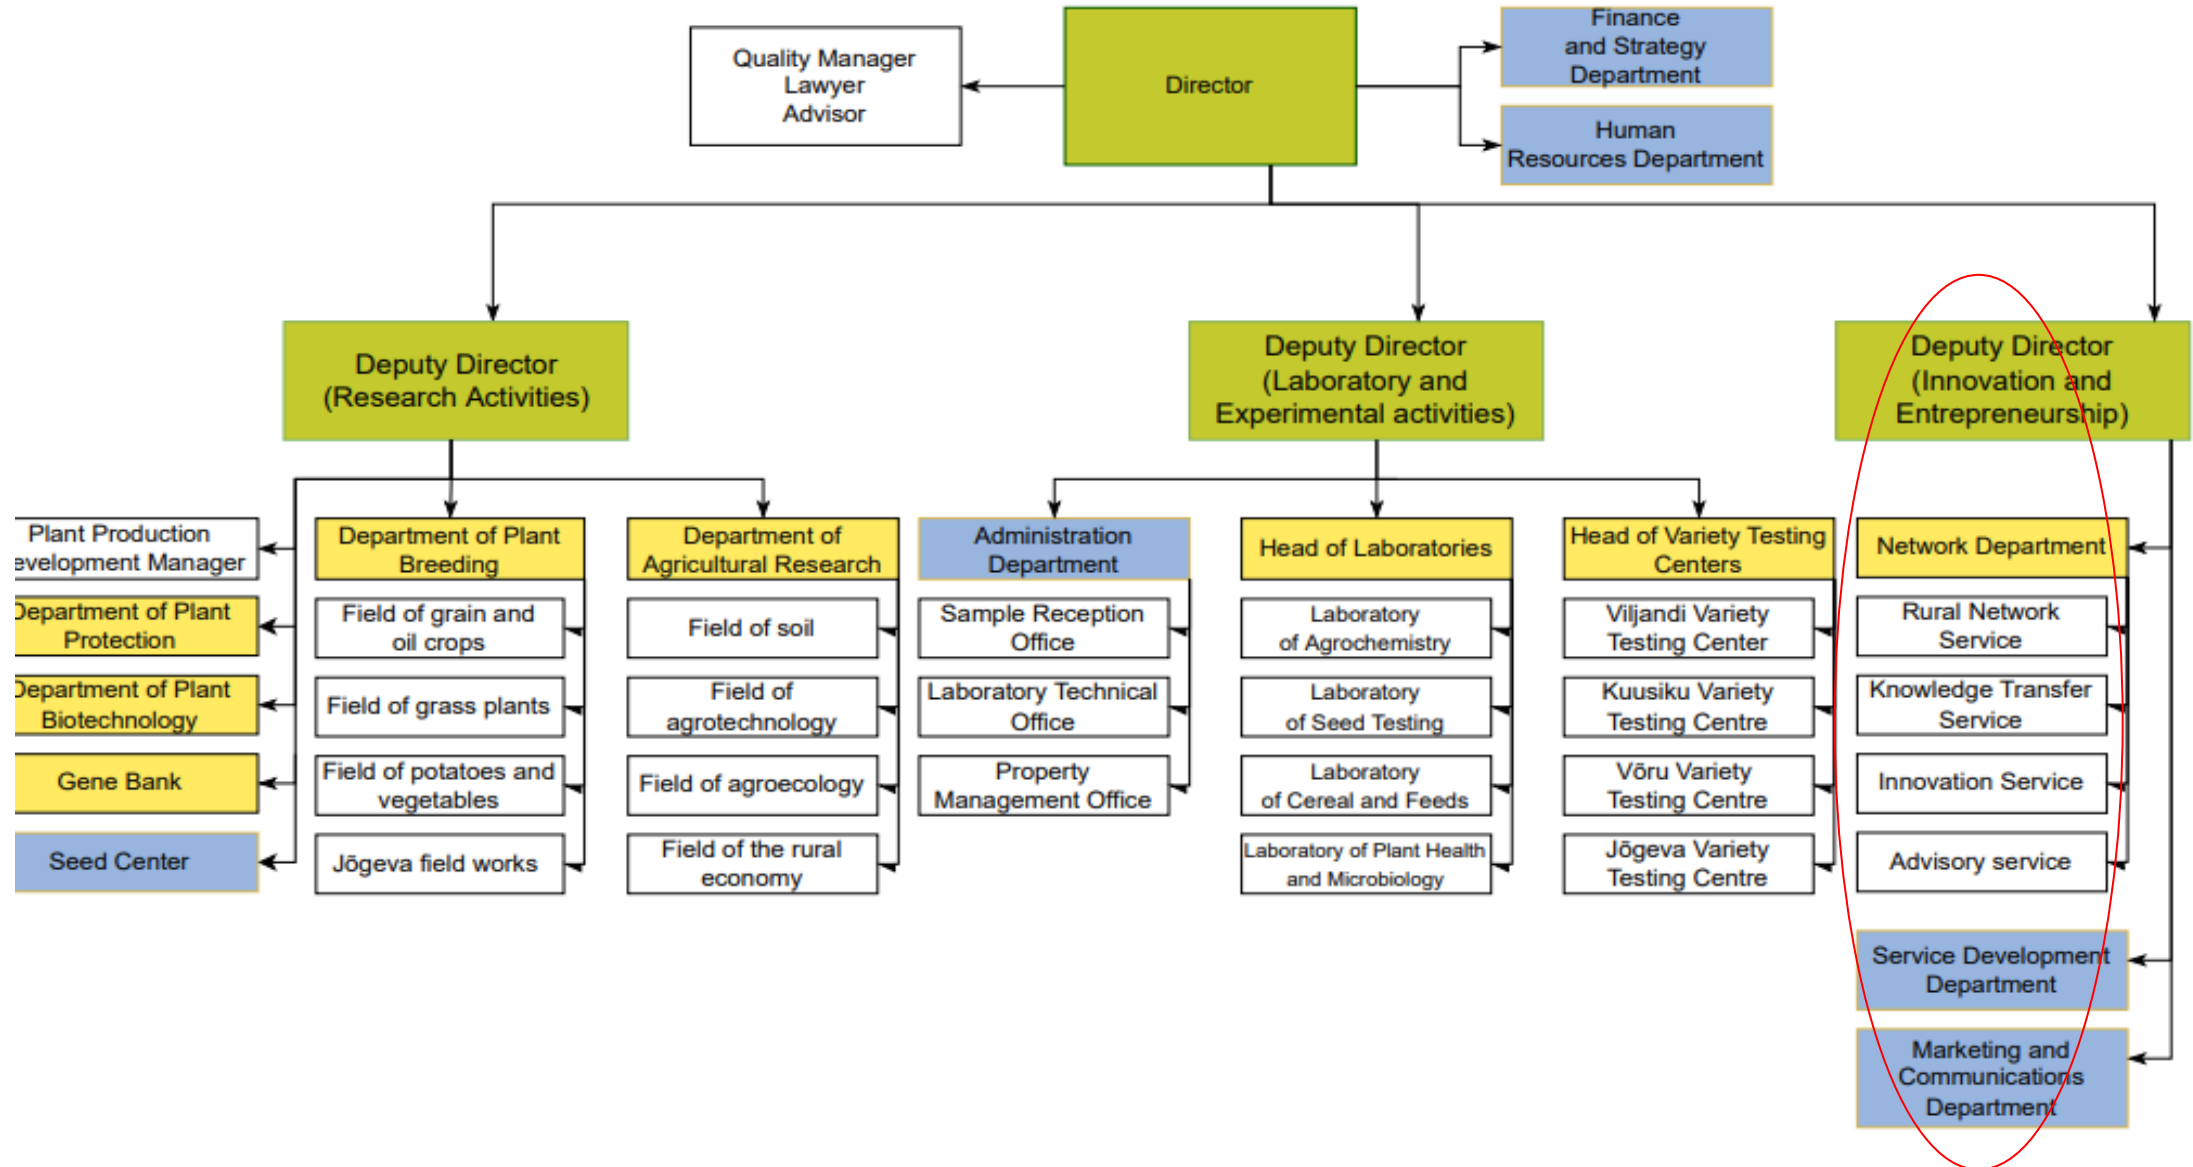 Quality Manager
Lawyer
Advisor
Director
Finance
and Strategy
Department
Human
Resources Department
Deputy Director
(Research Activities)
Deputy Director
(Laboratory and
Experimental activities)
Deputy Director
(Innovation and
Entrepreneurship)
Plant Production
evelopment Manager
Department of Plant
Protection
Department of Plant
Biotechnology
Gene Bank
Seed Center
Department of Plant
Breeding
Field of grain and
oil crops
Field of grass plants
Field of potatoes and
vegetables
Jõgeva field works
Department of
Agricultural Research
Field of soil
Field of
agrotechnology
Field of agroecology
Field of the rural
economy
Administration
Department
Sample Reception
Office
Laboratory Technical
Office
Property
Management Office
Head of Laboratories
Laboratory
of Agrochemistry
Laboratory
of Seed Testing
Laboratory
of Cereal and Feeds
Laboratory of Plant Health
and Microbiology
Head of Variety Testing
Centers
Viljandi Variety
Testing Center
Kuusiku Variety
Testing Centre
Võru Variety
Testing Centre
Jõgeva Variety
Testing Centre
Network Department
Rural Network
Service
Knowledge Transfer
Service
Innovation Service
Advisory service
Service Development
Department
Marketing and
Communications
Department